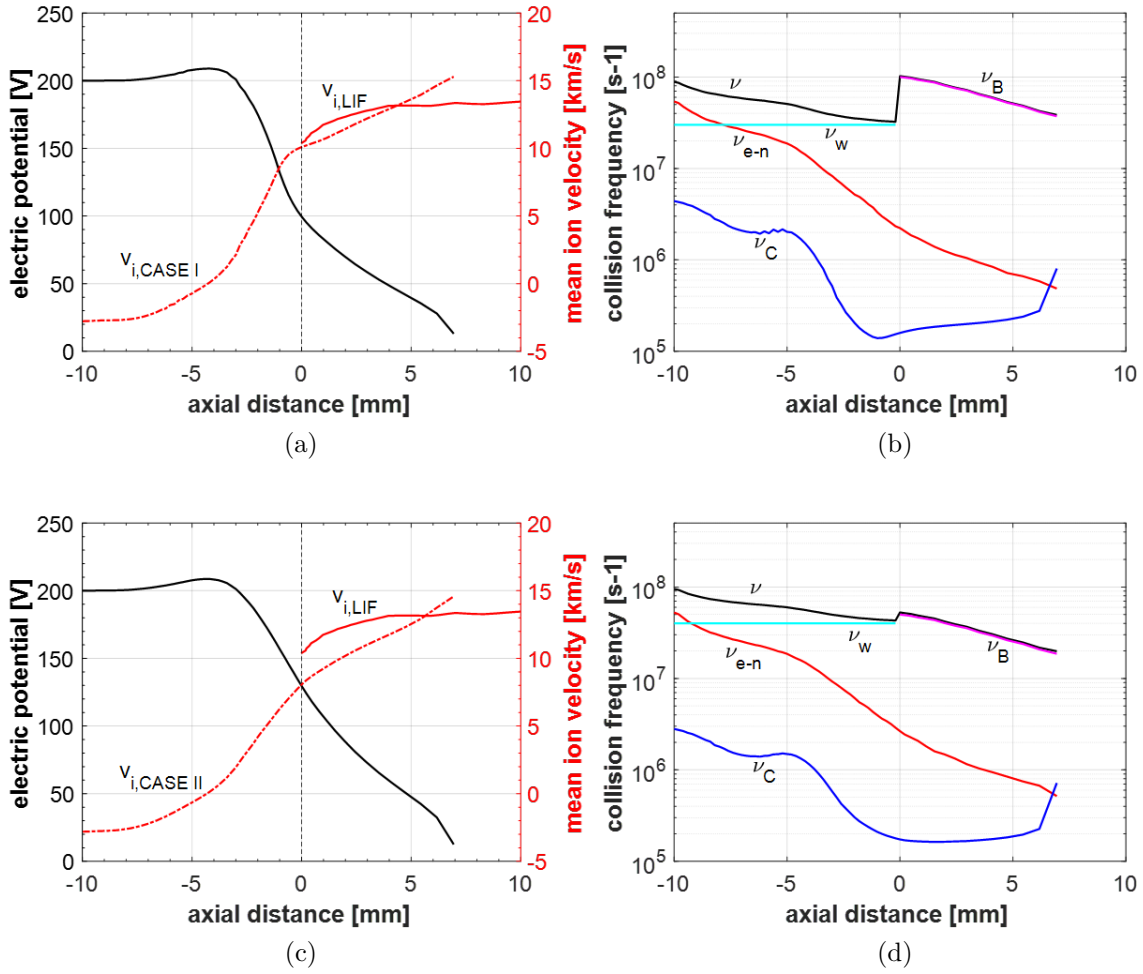 250
200
150
100
50
0
electric potential [V]
20
15
10
5
0
-5
mean ion velocity [km/s]
v_i,LIF
v_i,CASE I
-10
-5
0
5
10
axial distance [mm]
(a)
10^8
10^7
10^6
10^5
collision frequency [s-1]
ν
ν_B
ν_w
ν_e-n
ν_C
-10
-5
0
5
10
axial distance [mm]
(b)
250
200
150
100
50
0
electric potential [V]
20
15
10
5
0
-5
mean ion velocity [km/s]
v_i,LIF
v_i,CASE II
-10
-5
0
5
10
axial distance [mm]
(c)
10^8
10^7
10^6
10^5
collision frequency [s-1]
ν
ν_w
ν_B
ν_e-n
ν_C
-10
-5
0
5
10
axial distance [mm]
(d)